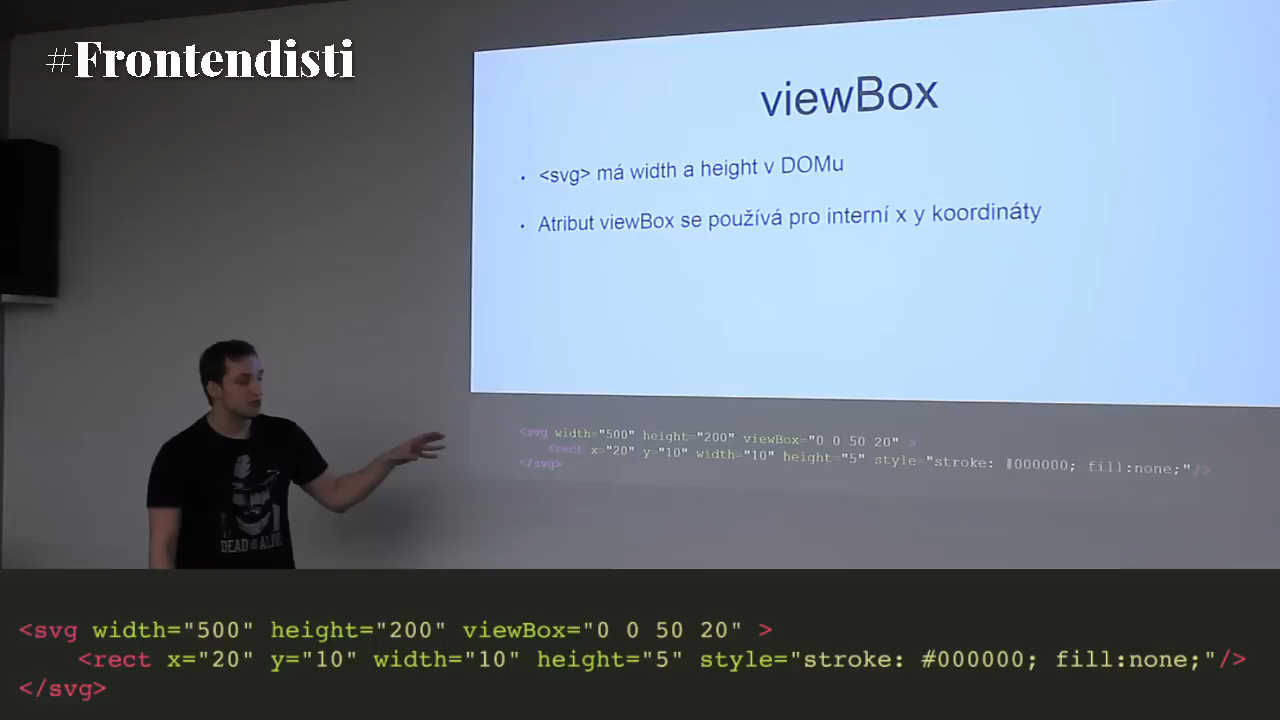 #Frontendisti
viewBox
• <svg> má width a height v DOMu
• Atribut viewBox se používá pro interní x y koordináty
<svg width="500" height="200" viewBox="0 0 50 20" >
<rect x="20" y="10" width="10" height="5" style="stroke: #000000; fill:none;"/>
</svg>
DEAD OR ALIVE
<svg width="500" height="200" viewBox="0 0 50 20" >
<rect x="20" y="10" width="10" height="5" style="stroke: #000000; fill:none;"/>
</svg>